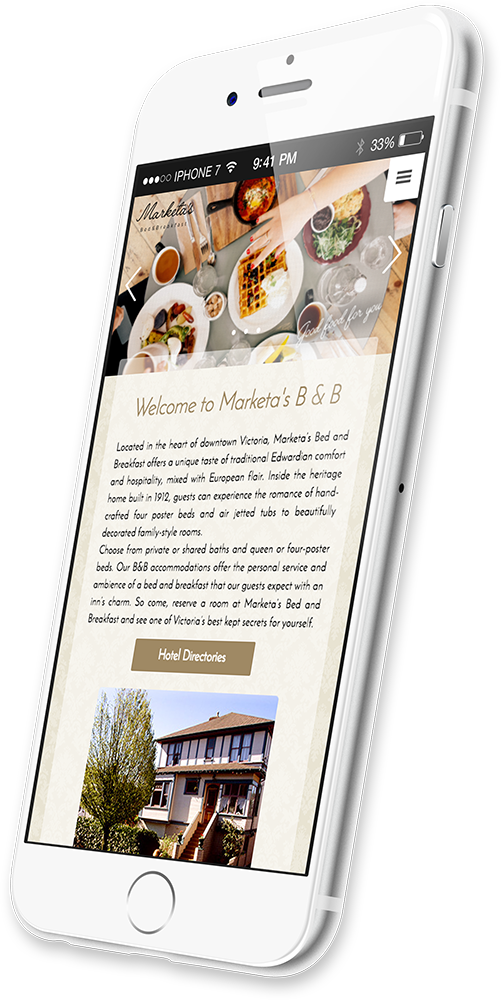 IPHONE 7 9:41 PM 33%
Marketa's
Bed & Breakfast
Good food for you
Welcome to Marketa's B & B
Located in the heart of downtown Victoria, Marketa's Bed and
Breakfast offers a unique taste of traditional Edwardian comfort
and hospitality, mixed with European flair. Inside the heritage
home built in 1912, guests can experience the romance of hand-
crafted four poster beds and air jetted tubs to beautifully
decorated family-style rooms.
Choose from private or shared baths and queen or four-poster
beds. Our B&B accommodations offer the personal service and
ambience of a bed and breakfast that our guests expect with an
inn's charm. So come, reserve a room at Marketa's Bed and
Breakfast and see one of Victoria's best kept secrets for yourself.
Hotel Directories